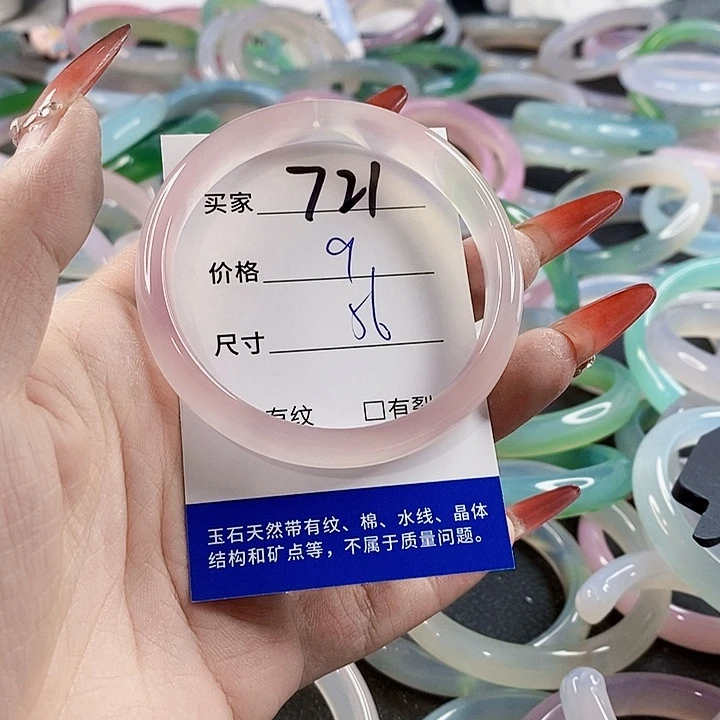 买家 721
价格 9
尺寸 56
有纹 □有裂
玉石天然带有纹、棉、水线、晶体
结构和矿点等，不属于质量问题。